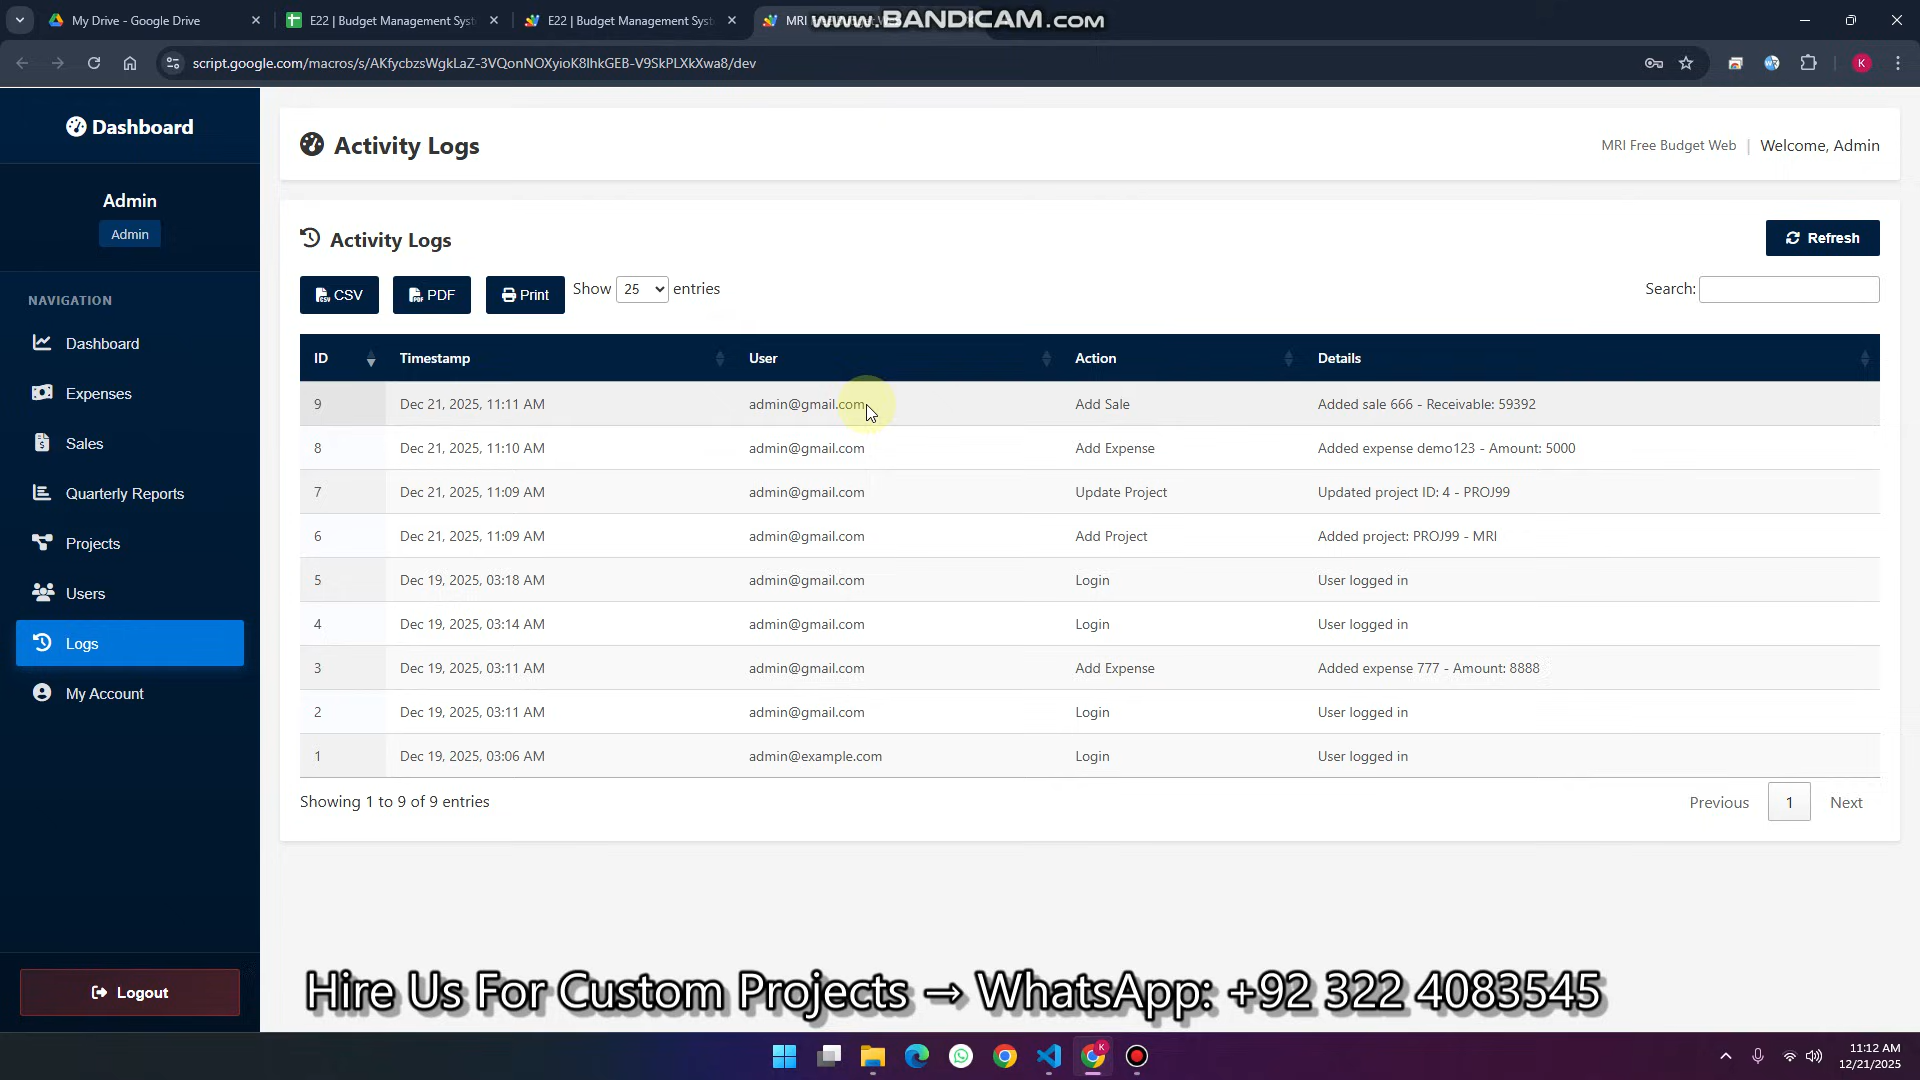 My Drive - Google Drive
E22 | Budget Management Syst
E22 | Budget Management Syst
WWW.BANDICAM.COM
script.google.com/macros/s/AKfycbzsWgkLaZ-3VQonNOXyioK8lhkGEB-V9SkPLXkXwa8/dev
K
Dashboard
Admin
Admin
NAVIGATION
Dashboard
Expenses
Sales
Quarterly Reports
Projects
Users
Logs
My Account
Logout
Activity Logs
MRI Free Budget Web | Welcome, Admin
Activity Logs
Refresh
CSV PDF Print Show 25 entries Search:
ID Timestamp User Action Details
9 Dec 21, 2025, 11:11 AM admin@gmail.com Add Sale Added sale 666 - Receivable: 59392
8 Dec 21, 2025, 11:10 AM admin@gmail.com Add Expense Added expense demo123 - Amount: 5000
7 Dec 21, 2025, 11:09 AM admin@gmail.com Update Project Updated project ID: 4 - PROJ99
6 Dec 21, 2025, 11:09 AM admin@gmail.com Add Project Added project: PROJ99 - MRI
5 Dec 19, 2025, 03:18 AM admin@gmail.com Login User logged in
4 Dec 19, 2025, 03:14 AM admin@gmail.com Login User logged in
3 Dec 19, 2025, 03:11 AM admin@gmail.com Add Expense Added expense 777 - Amount: 8888
2 Dec 19, 2025, 03:11 AM admin@gmail.com Login User logged in
1 Dec 19, 2025, 03:06 AM admin@example.com Login User logged in
Showing 1 to 9 of 9 entries
Previous 1 Next
Hire Us For Custom Projects → WhatsApp: +92 322 4083545
11:12 AM
12/21/2025